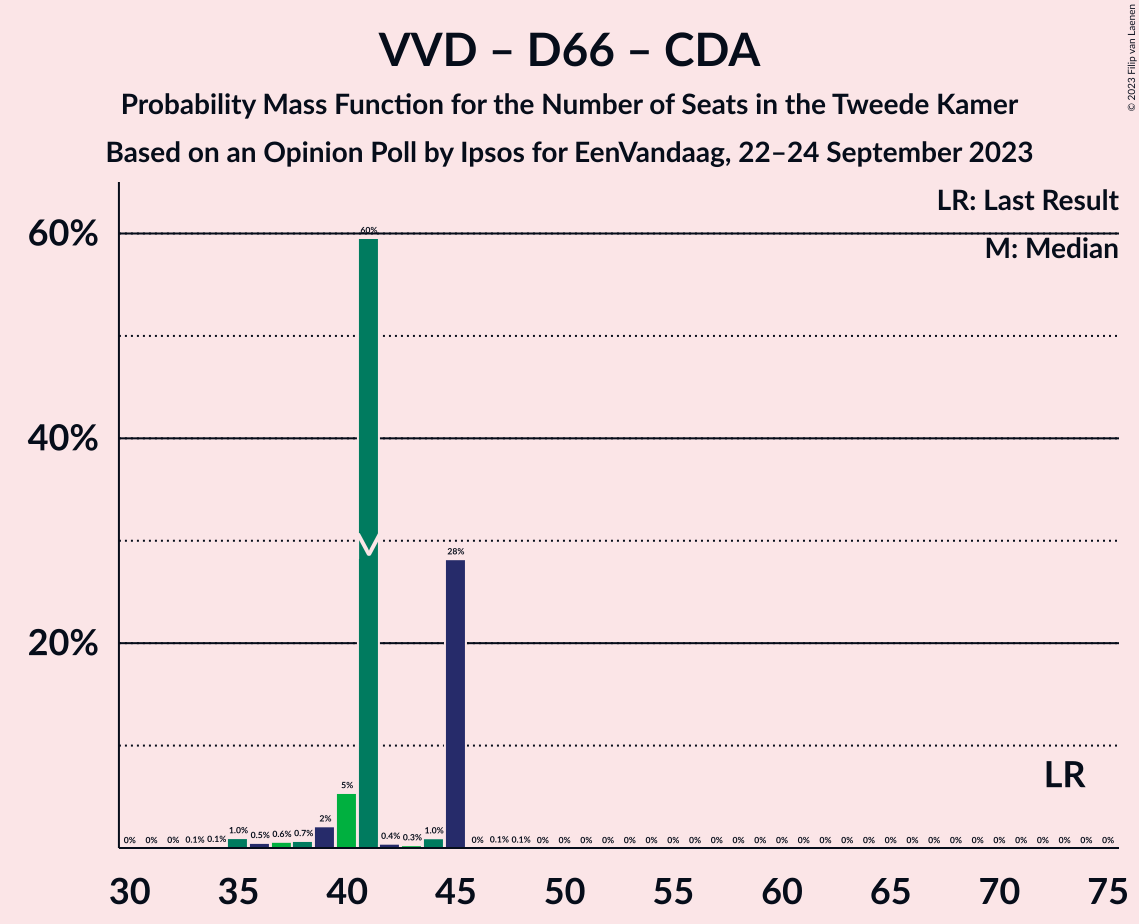 VVD – D66 – CDA
Probability Mass Function for the Number of Seats in the Tweede Kamer
Based on an Opinion Poll by Ipsos for EenVandaag, 22–24 September 2023
© 2023 Filip van Laenen
LR: Last Result
M: Median
60%
40%
20%
0% 0% 0% 0.1% 0.1% 1.0% 0.5% 0.6% 0.7% 2% 5% 60% 0.4% 0.3% 1.0% 28% 0% 0.1% 0.1% 0% 0% 0% 0% 0% 0% 0% 0% 0% 0% 0% 0% 0% 0% 0% 0% 0% 0% 0% 0% 0% 0% 0% 0% 0% 0% 0%
LR
30 35 40 45 50 55 60 65 70 75